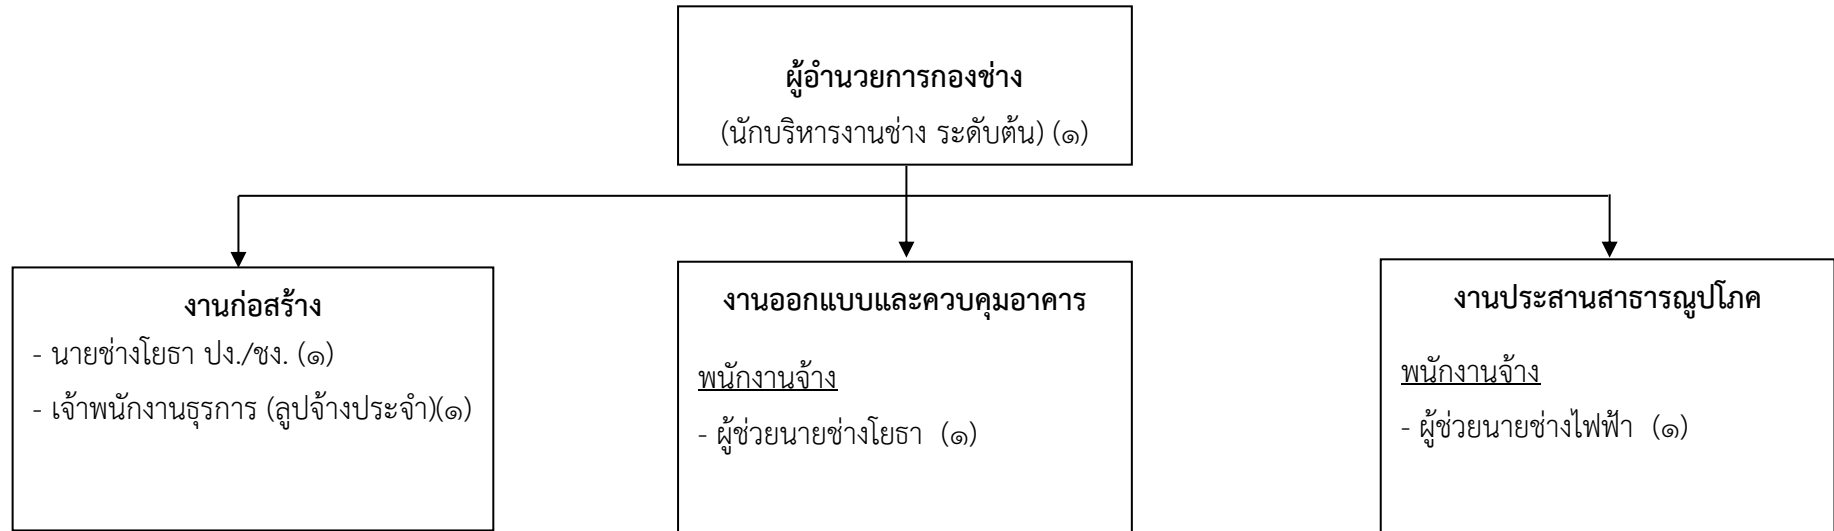 ผู้อำนวยการกองช่าง
(นักบริหารงานช่าง ระดับต้น) (๑)
งานก่อสร้าง
- นายช่างโยธา ปง./ชง. (๑)
- เจ้าพนักงานธุรการ (ลูปจ้างประจำ)(๑)
งานออกแบบและควบคุมอาคาร
พนักงานจ้าง
- ผู้ช่วยนายช่างโยธา (๑)
งานประสานสาธารณูปโภค
พนักงานจ้าง
- ผู้ช่วยนายช่างไฟฟ้า (๑)